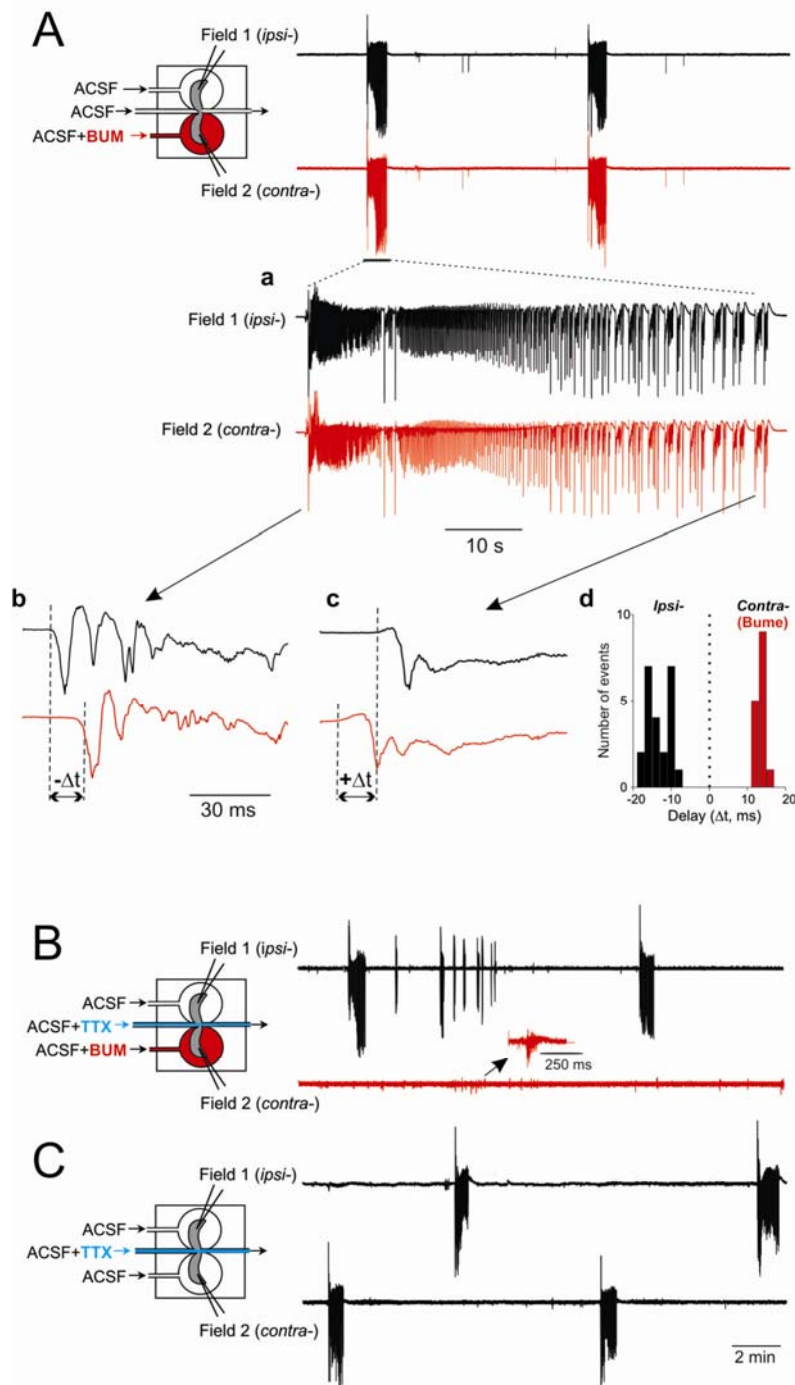 A
Field 1 (ipsi-)
ACSF
ACSF
ACSF+BUM
Field 2 (contra-)
a
Field 1 (ipsi-)
Field 2 (contra-)
10 s
b
c
d
-Δt
+Δt
30 ms
Ipsi-
Contra-
(Bume)
Number of events
10
5
0
-20
-10
0
10
20
Delay (Δt, ms)
B
Field 1 (ipsi-)
ACSF
ACSF+TTX
ACSF+BUM
Field 2 (contra-)
250 ms
C
Field 1 (ipsi-)
ACSF
ACSF+TTX
ACSF
Field 2 (contra-)
2 min